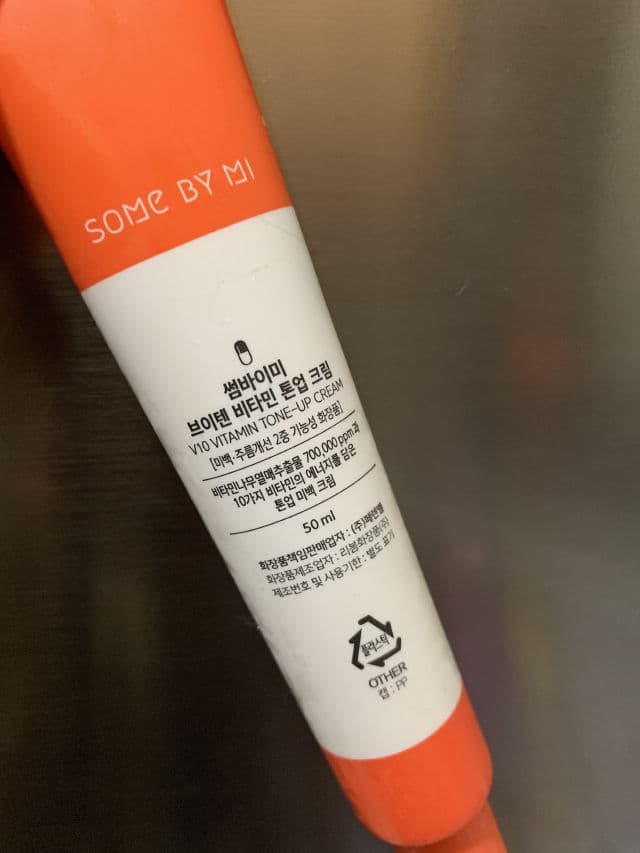 SOME BY MI
썸바이미
브이텐 비타민 톤업 크림
V10 VITAMIN TONE-UP CREAM
[미백·주름개선 2중 기능성 화장품]
비타민나무열매추출물 700,000 ppm과
10가지 비타민의 에너지를 담은
톤업 미백 크림
50 ml
화장품책임판매업자 : (주)페렌벨
화장품제조업자 : 리봄화장품(주)
제조번호 및 사용기한 : 별도 표기
플라스틱
OTHER
캡 : PP